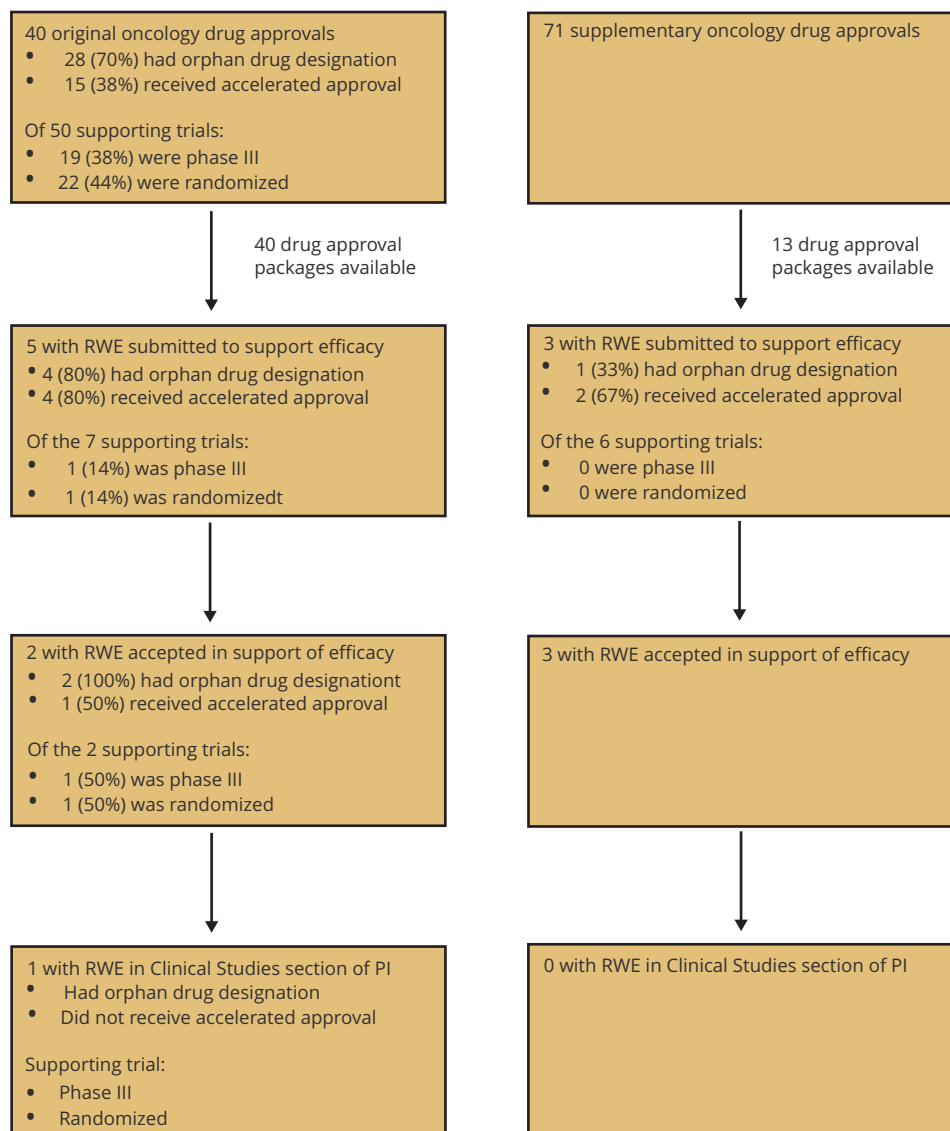 40 original oncology drug approvals
• 28 (70%) had orphan drug designation
• 15 (38%) received accelerated approval
Of 50 supporting trials:
• 19 (38%) were phase III
• 22 (44%) were randomized
40 drug approval
packages available
5 with RWE submitted to support efficacy
• 4 (80%) had orphan drug designation
• 4 (80%) received accelerated approval
Of the 7 supporting trials:
• 1 (14%) was phase III
• 1 (14%) was randomizedt
2 with RWE accepted in support of efficacy
• 2 (100%) had orphan drug designationt
• 1 (50%) received accelerated approval
Of the 2 supporting trials:
• 1 (50%) was phase III
• 1 (50%) was randomized
1 with RWE in Clinical Studies section of PI
• Had orphan drug designation
• Did not receive accelerated approval
Supporting trial:
• Phase III
• Randomized
71 supplementary oncology drug approvals
13 drug approval
packages available
3 with RWE submitted to support efficacy
• 1 (33%) had orphan drug designation
• 2 (67%) received accelerated approval
Of the 6 supporting trials:
• 0 were phase III
• 0 were randomized
3 with RWE accepted in support of efficacy
0 with RWE in Clinical Studies section of PI